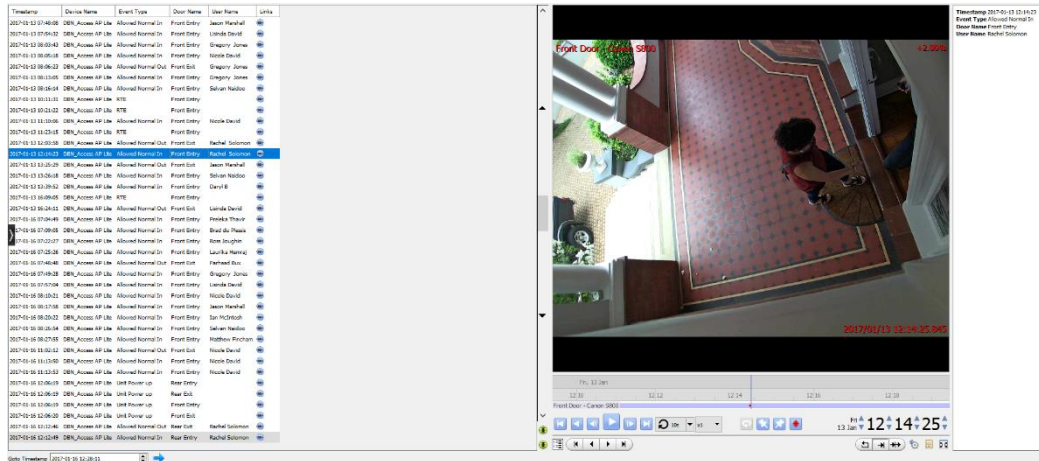 Timestamp Device Name Event Type Door Name User Name Links
2017-01-13 07:46:08 DBN_Access AP Lite Allowed Normal In Front Entry Jason Marshall
2017-01-13 07:54:32 DBN_Access AP Lite Allowed Normal In Front Entry Lainda David
2017-01-13 08:03:43 DBN_Access AP Lite Allowed Normal In Front Entry Gregory Jones
2017-01-13 08:05:18 DBN_Access AP Lite Allowed Normal In Front Entry Nicole David
2017-01-13 08:06:23 DBN_Access AP Lite Allowed Normal Out Front Exit Gregory Jones
2017-01-13 08:13:05 DBN_Access AP Lite Allowed Normal In Front Entry Gregory Jones
2017-01-13 08:16:14 DBN_Access AP Lite Allowed Normal In Front Entry Selvan Naidoo
2017-01-13 10:11:31 DBN_Access AP Lite RTE Front Entry
2017-01-13 10:21:22 DBN_Access AP Lite RTE Front Entry
2017-01-13 11:10:06 DBN_Access AP Lite Allowed Normal In Front Entry Nicole David
2017-01-13 11:23:15 DBN_Access AP Lite RTE Front Entry
2017-01-13 12:03:58 DBN_Access AP Lite Allowed Normal Out Front Exit Rachel Solomon
2017-01-13 12:14:23 DBN_Access AP Lite Allowed Normal In Front Entry Rachel Solomon
2017-01-13 13:25:29 DBN_Access AP Lite Allowed Normal Out Front Exit Jason Marshall
2017-01-13 13:26:18 DBN_Access AP Lite Allowed Normal In Front Entry Selvan Naidoo
2017-01-13 13:39:52 DBN_Access AP Lite Allowed Normal In Front Entry Daryl B
2017-01-13 16:09:05 DBN_Access AP Lite RTE Front Entry
2017-01-13 16:24:11 DBN_Access AP Lite Allowed Normal Out Front Exit Lainda David
2017-01-16 07:04:49 DBN_Access AP Lite Allowed Normal In Front Entry Preleka Thavir
17-01-16 07:09:05 DBN_Access AP Lite Allowed Normal In Front Entry Brad du Plessis
17-01-16 07:22:27 DBN_Access AP Lite Allowed Normal In Front Entry Ross Joughin
2017-01-16 07:25:26 DBN_Access AP Lite Allowed Normal In Front Entry Laurika Hemraj
2017-01-16 07:48:48 DBN_Access AP Lite Allowed Normal Out Front Exit Farhaad Bux
2017-01-16 07:49:28 DBN_Access AP Lite Allowed Normal In Front Entry Gregory Jones
2017-01-16 07:57:04 DBN_Access AP Lite Allowed Normal In Front Entry Lainda David
2017-01-16 08:10:21 DBN_Access AP Lite Allowed Normal In Front Entry Nicole David
2017-01-16 08:17:58 DBN_Access AP Lite Allowed Normal In Front Entry Jason Marshall
2017-01-16 08:20:22 DBN_Access AP Lite Allowed Normal In Front Entry Ian McIntosh
2017-01-16 08:26:54 DBN_Access AP Lite Allowed Normal In Front Entry Selvan Naidoo
2017-01-16 08:27:55 DBN_Access AP Lite Allowed Normal In Front Entry Matthew Fincham
2017-01-16 11:02:12 DBN_Access AP Lite Allowed Normal Out Front Exit Nicole David
2017-01-16 11:13:50 DBN_Access AP Lite Allowed Normal In Front Entry Nicole David
2017-01-16 11:13:53 DBN_Access AP Lite Allowed Normal In Front Entry Nicole David
2017-01-16 12:06:19 DBN_Access AP Lite Unit Power up Rear Entry
2017-01-16 12:06:19 DBN_Access AP Lite Unit Power up Rear Exit
2017-01-16 12:06:19 DBN_Access AP Lite Unit Power up Front Entry
2017-01-16 12:06:20 DBN_Access AP Lite Unit Power up Front Exit
2017-01-16 12:12:46 DBN_Access AP Lite Allowed Normal Out Rear Exit Rachel Solomon
2017-01-16 12:12:49 DBN_Access AP Lite Allowed Normal In Rear Entry Rachel Solomon
Goto Timestamp 2017-01-16 12:26:11
Front Door - Canon S800 +2.000s
2017/01/13 12:14:25.045
Fri, 13 Jan
12:10 12:12 12:14 12:16 12:18
Front Door - Canon S800
10s x1
Fri 13 Jan 12 14 25
Timestamp 2017-01-13 12:14:23
Event Type Allowed Normal In
Door Name Front Entry
User Name Rachel Solomon